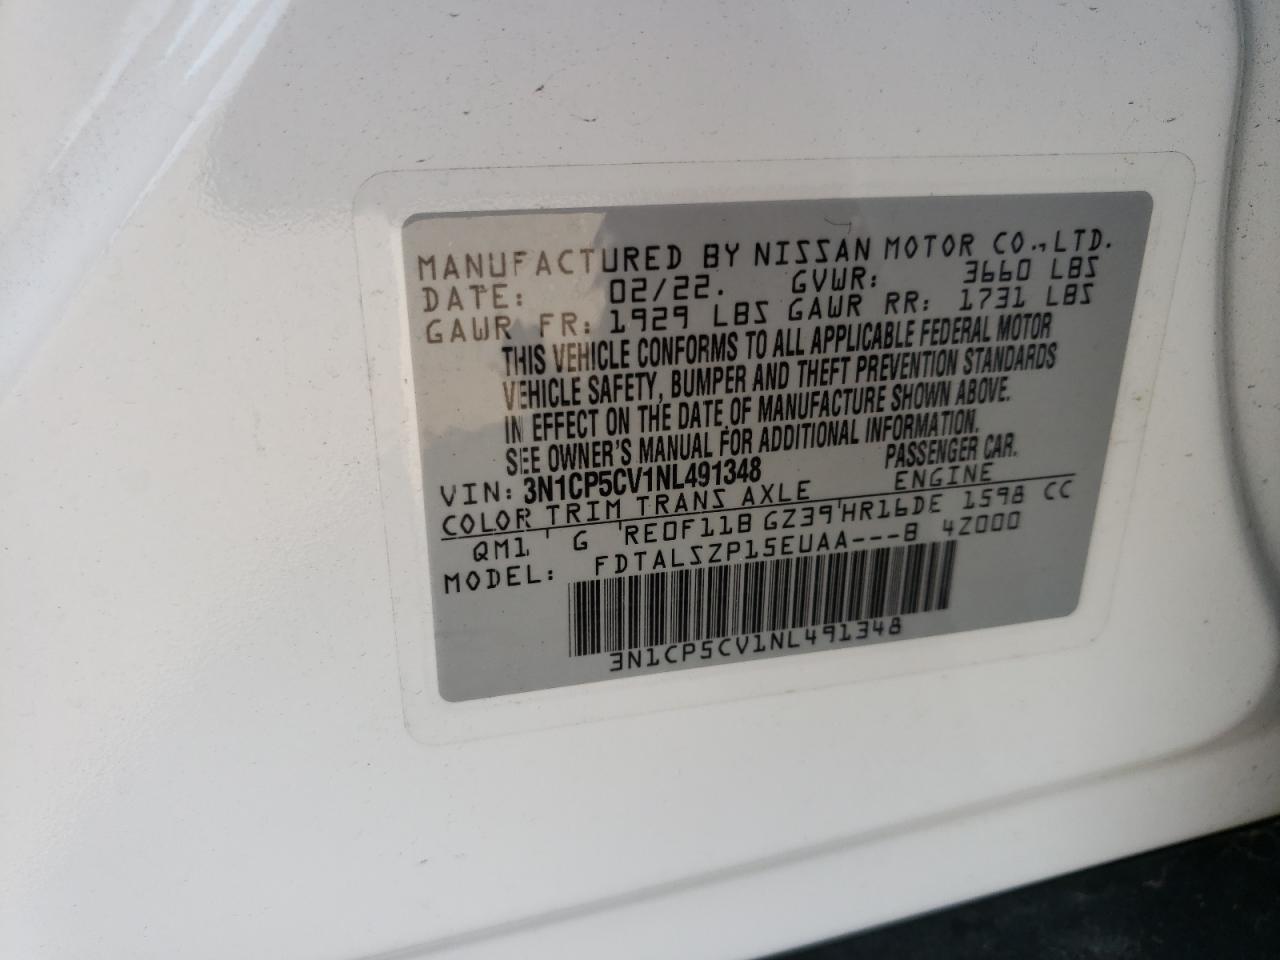 MANUFACTURED BY NISSAN MOTOR CO.,LTD.
DATE: 02/22. GVWR: 3660 LBS
GAWR FR: 1929 LBS GAWR RR: 1731 LBS
THIS VEHICLE CONFORMS TO ALL APPLICABLE FEDERAL MOTOR
VEHICLE SAFETY, BUMPER AND THEFT PREVENTION STANDARDS
IN EFFECT ON THE DATE OF MANUFACTURE SHOWN ABOVE.
SEE OWNER'S MANUAL FOR ADDITIONAL INFORMATION.
VIN: 3N1CP5CV1NL491348 PASSENGER CAR.
COLOR TRIM TRANS AXLE ENGINE
QM1 ' G 'RE0F11B GZ39'HR16DE 1598 CC
MODEL: FDTALSZP15EUAA---B 4Z000
3N1CP5CV1NL491348